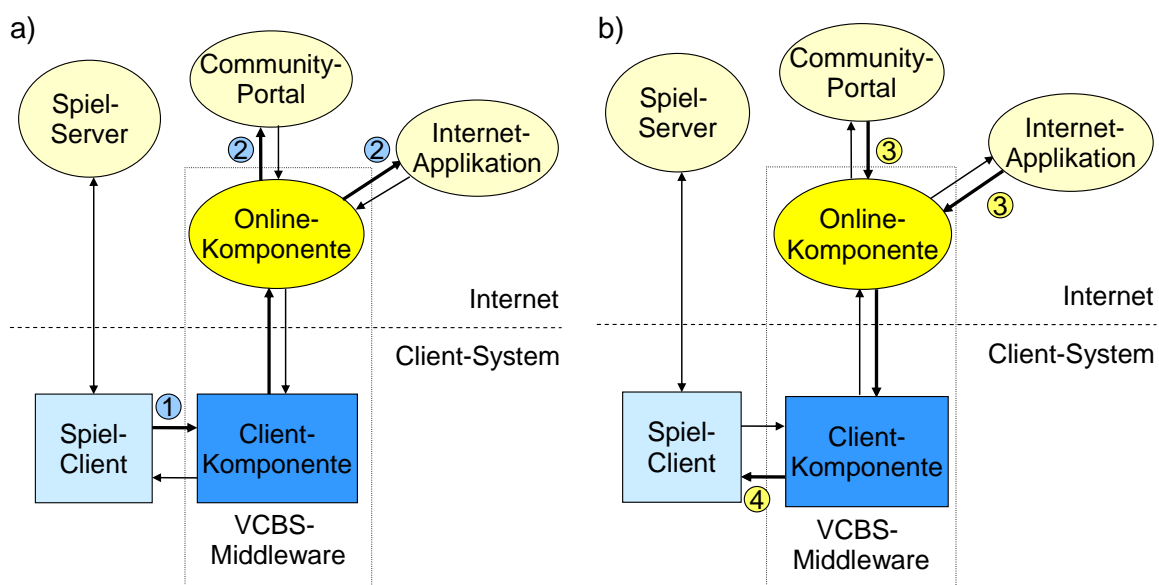 a)
Community-
Portal
Spiel-
Server
Internet-
Applikation
2
2
Online-
Komponente
Internet
Client-System
1
Spiel-
Client
Client-
Komponente
VCBS-
Middleware
b)
Community-
Portal
Spiel-
Server
Internet-
Applikation
3
3
Online-
Komponente
Internet
Client-System
Spiel-
Client
Client-
Komponente
4
VCBS-
Middleware